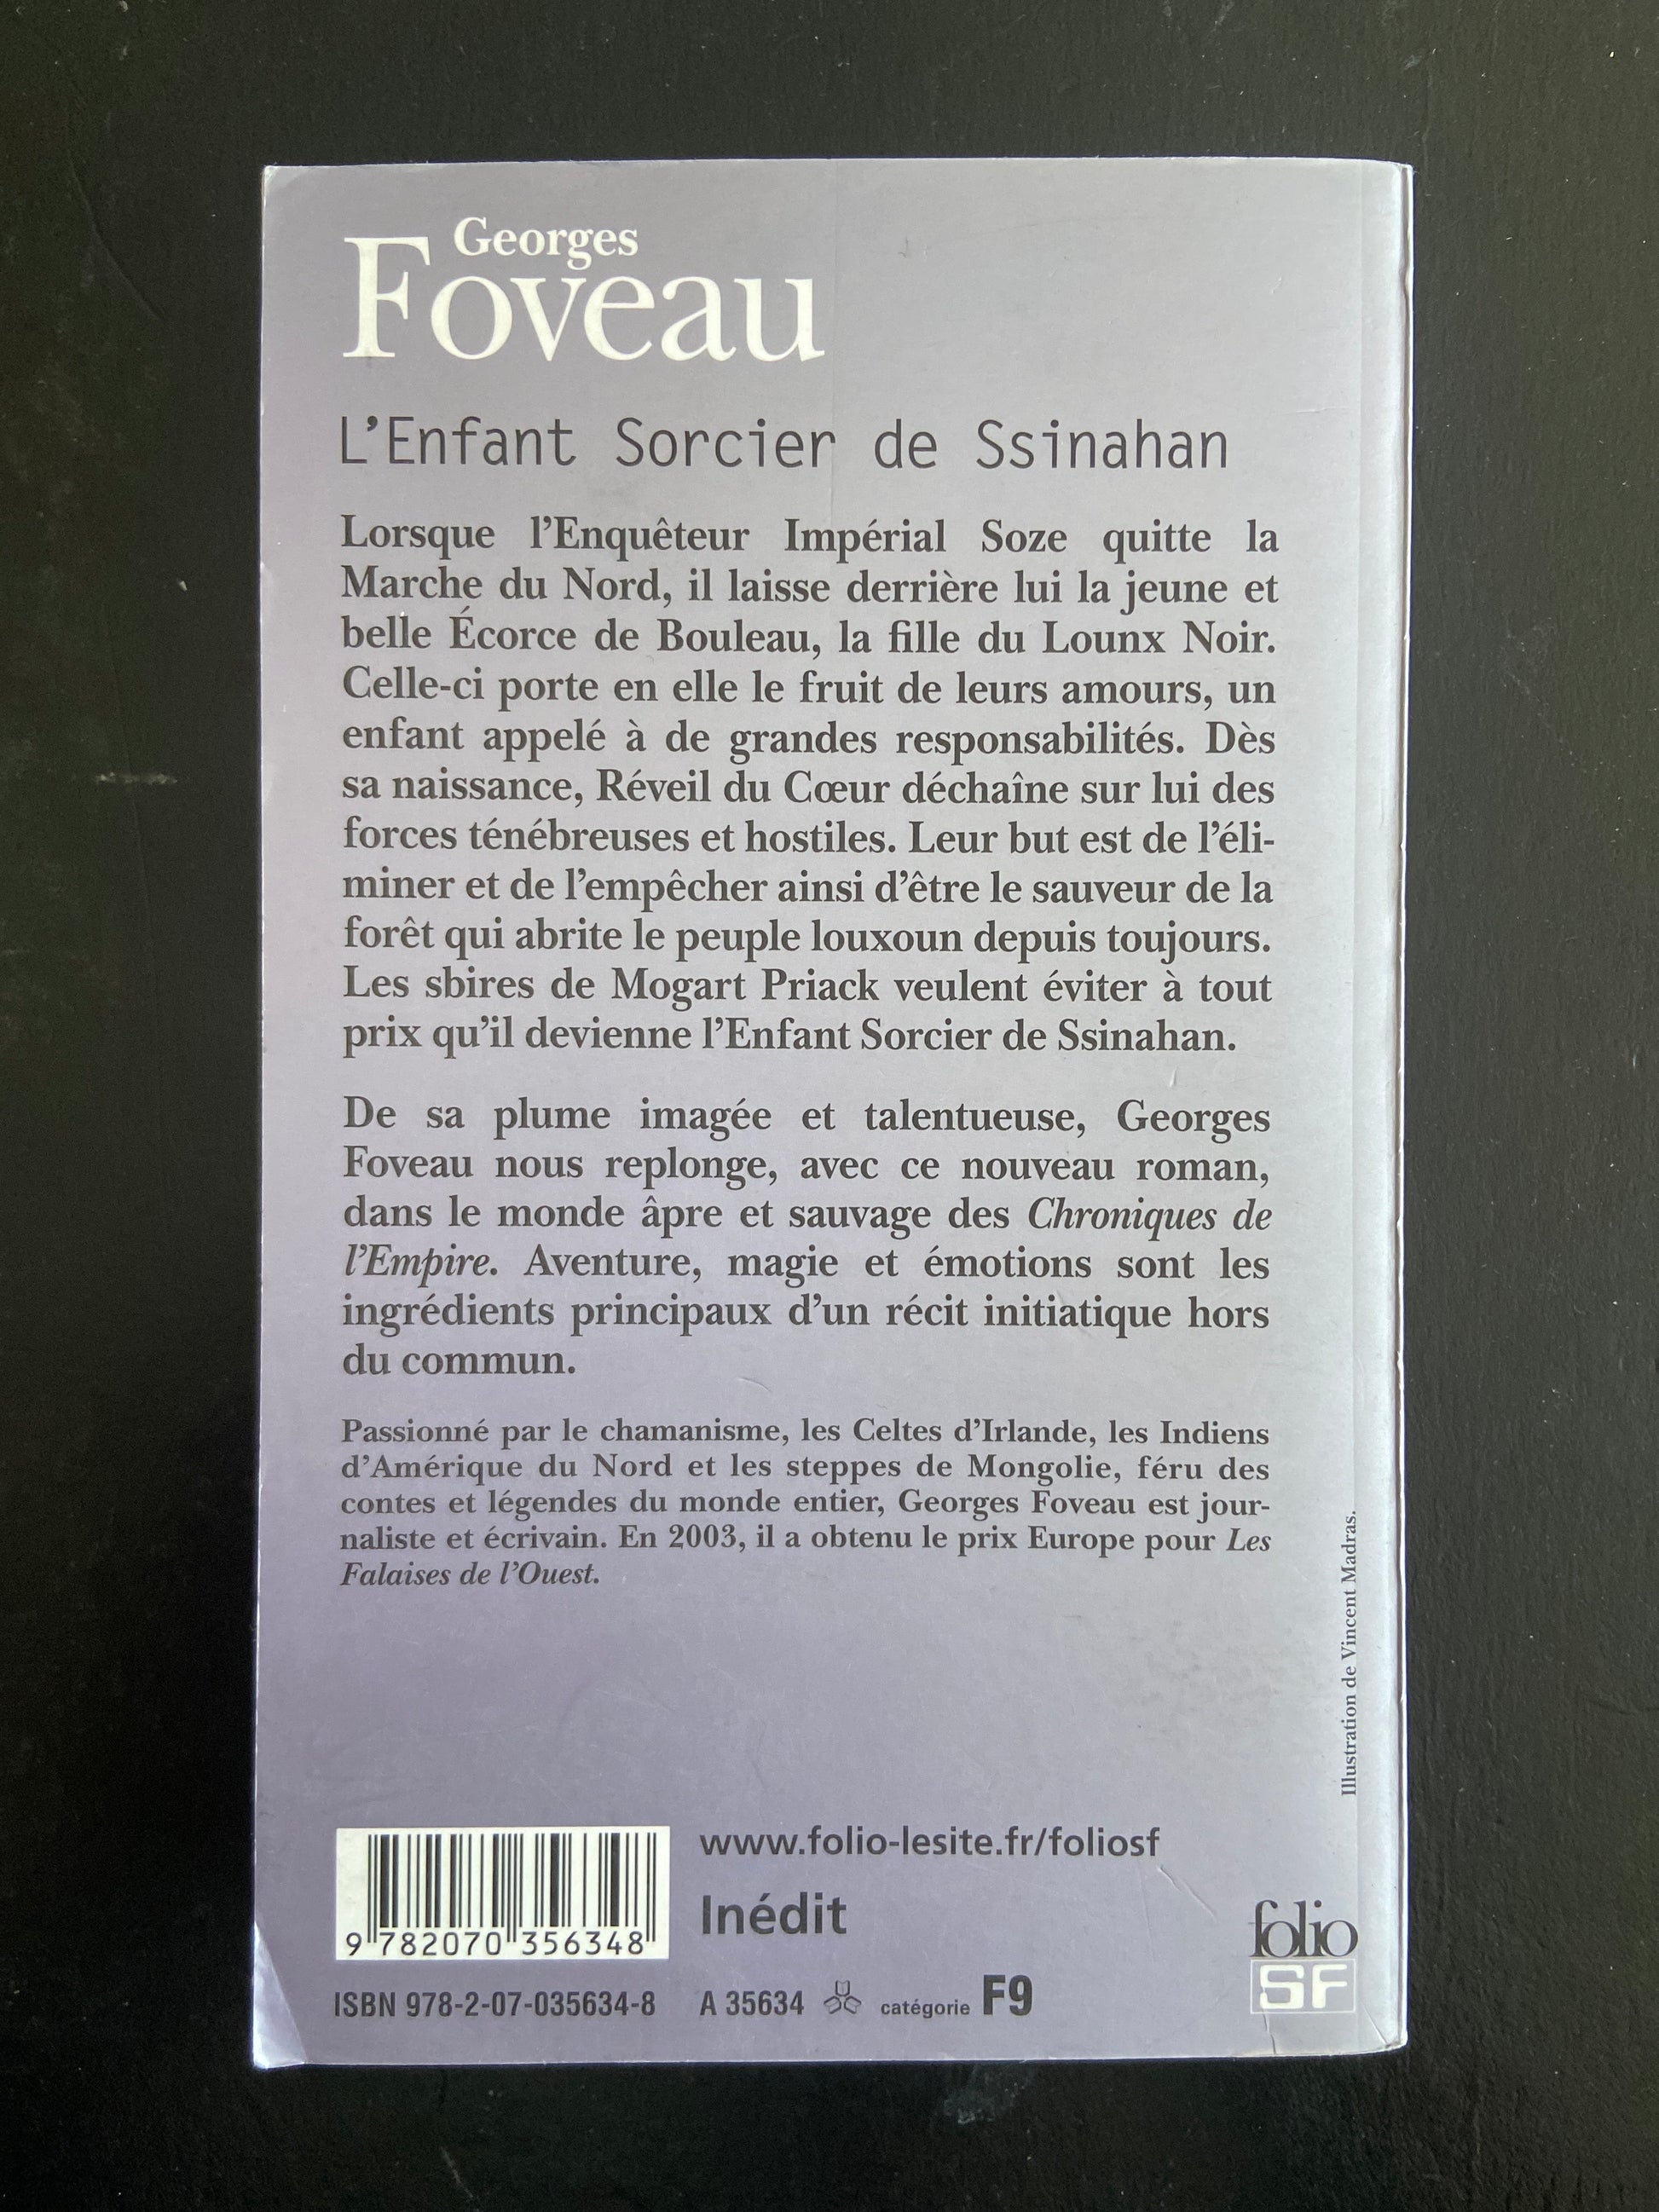 Georges
Foveau
L'Enfant Sorcier de Ssinahan
Lorsque l'Enquêteur Impérial Soze quitte la
Marche du Nord, il laisse derrière lui la jeune et
belle Écorce de Bouleau, la fille du Lounx Noir.
Celle-ci porte en elle le fruit de leurs amours, un
enfant appelé à de grandes responsabilités. Dès
sa naissance, Réveil du Cœur déchaîne sur lui des
forces ténébreuses et hostiles. Leur but est de l'éli-
miner et de l'empêcher ainsi d'être le sauveur de la
forêt qui abrite le peuple louxoun depuis toujours.
Les sbires de Mogart Priack veulent éviter à tout
prix qu'il devienne l'Enfant Sorcier de Ssinahan.
De sa plume imagée et talentueuse, Georges
Foveau nous replonge, avec ce nouveau roman,
dans le monde âpre et sauvage des Chroniques de
l'Empire. Aventure, magie et émotions sont les
ingrédients principaux d'un récit initiatique hors
du commun.
Passionné par le chamanisme, les Celtes d'Irlande, les Indiens
d'Amérique du Nord et les steppes de Mongolie, féru des
contes et légendes du monde entier, Georges Foveau est jour-
naliste et écrivain. En 2003, il a obtenu le prix Europe pour Les
Falaises de l'Ouest.
Illustration de Vincent Madras.
www.folio-lesite.fr/foliosf
Inédit
9 782070 356348
ISBN 978-2-07-035634-8 A 35634 catégorie F9
folio
SF